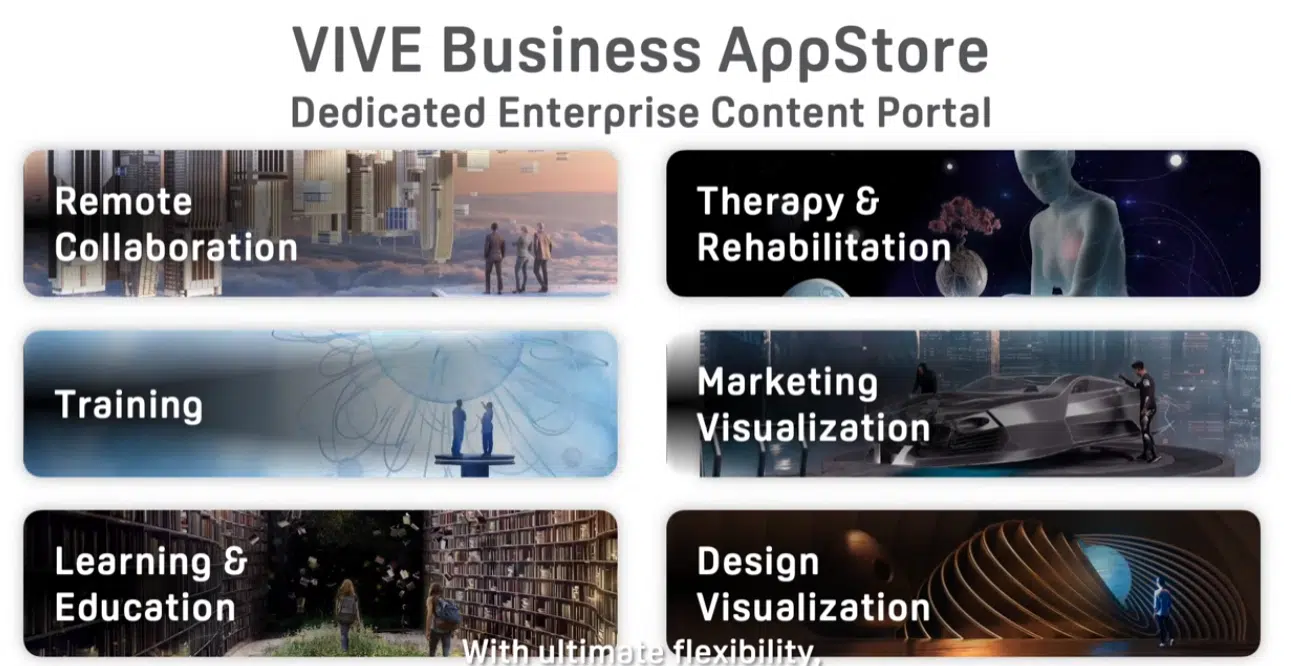 VIVE Business AppStore
Dedicated Enterprise Content Portal
Remote
Collaboration
Therapy &
Rehabilitation
Training
Marketing
Visualization
Learning &
Education
Design
Visualization
With ultimate flexibility,